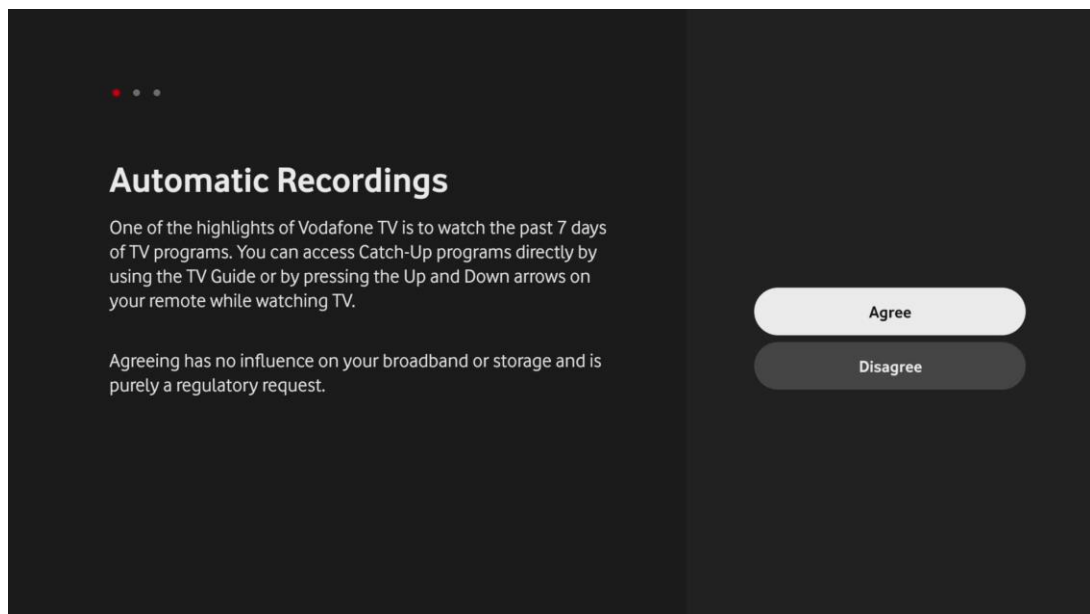 Automatic Recordings
One of the highlights of Vodafone TV is to watch the past 7 days
of TV programs. You can access Catch-Up programs directly by
using the TV Guide or by pressing the Up and Down arrows on
your remote while watching TV.
Agreeing has no influence on your broadband or storage and is
purely a regulatory request.
Agree
Disagree